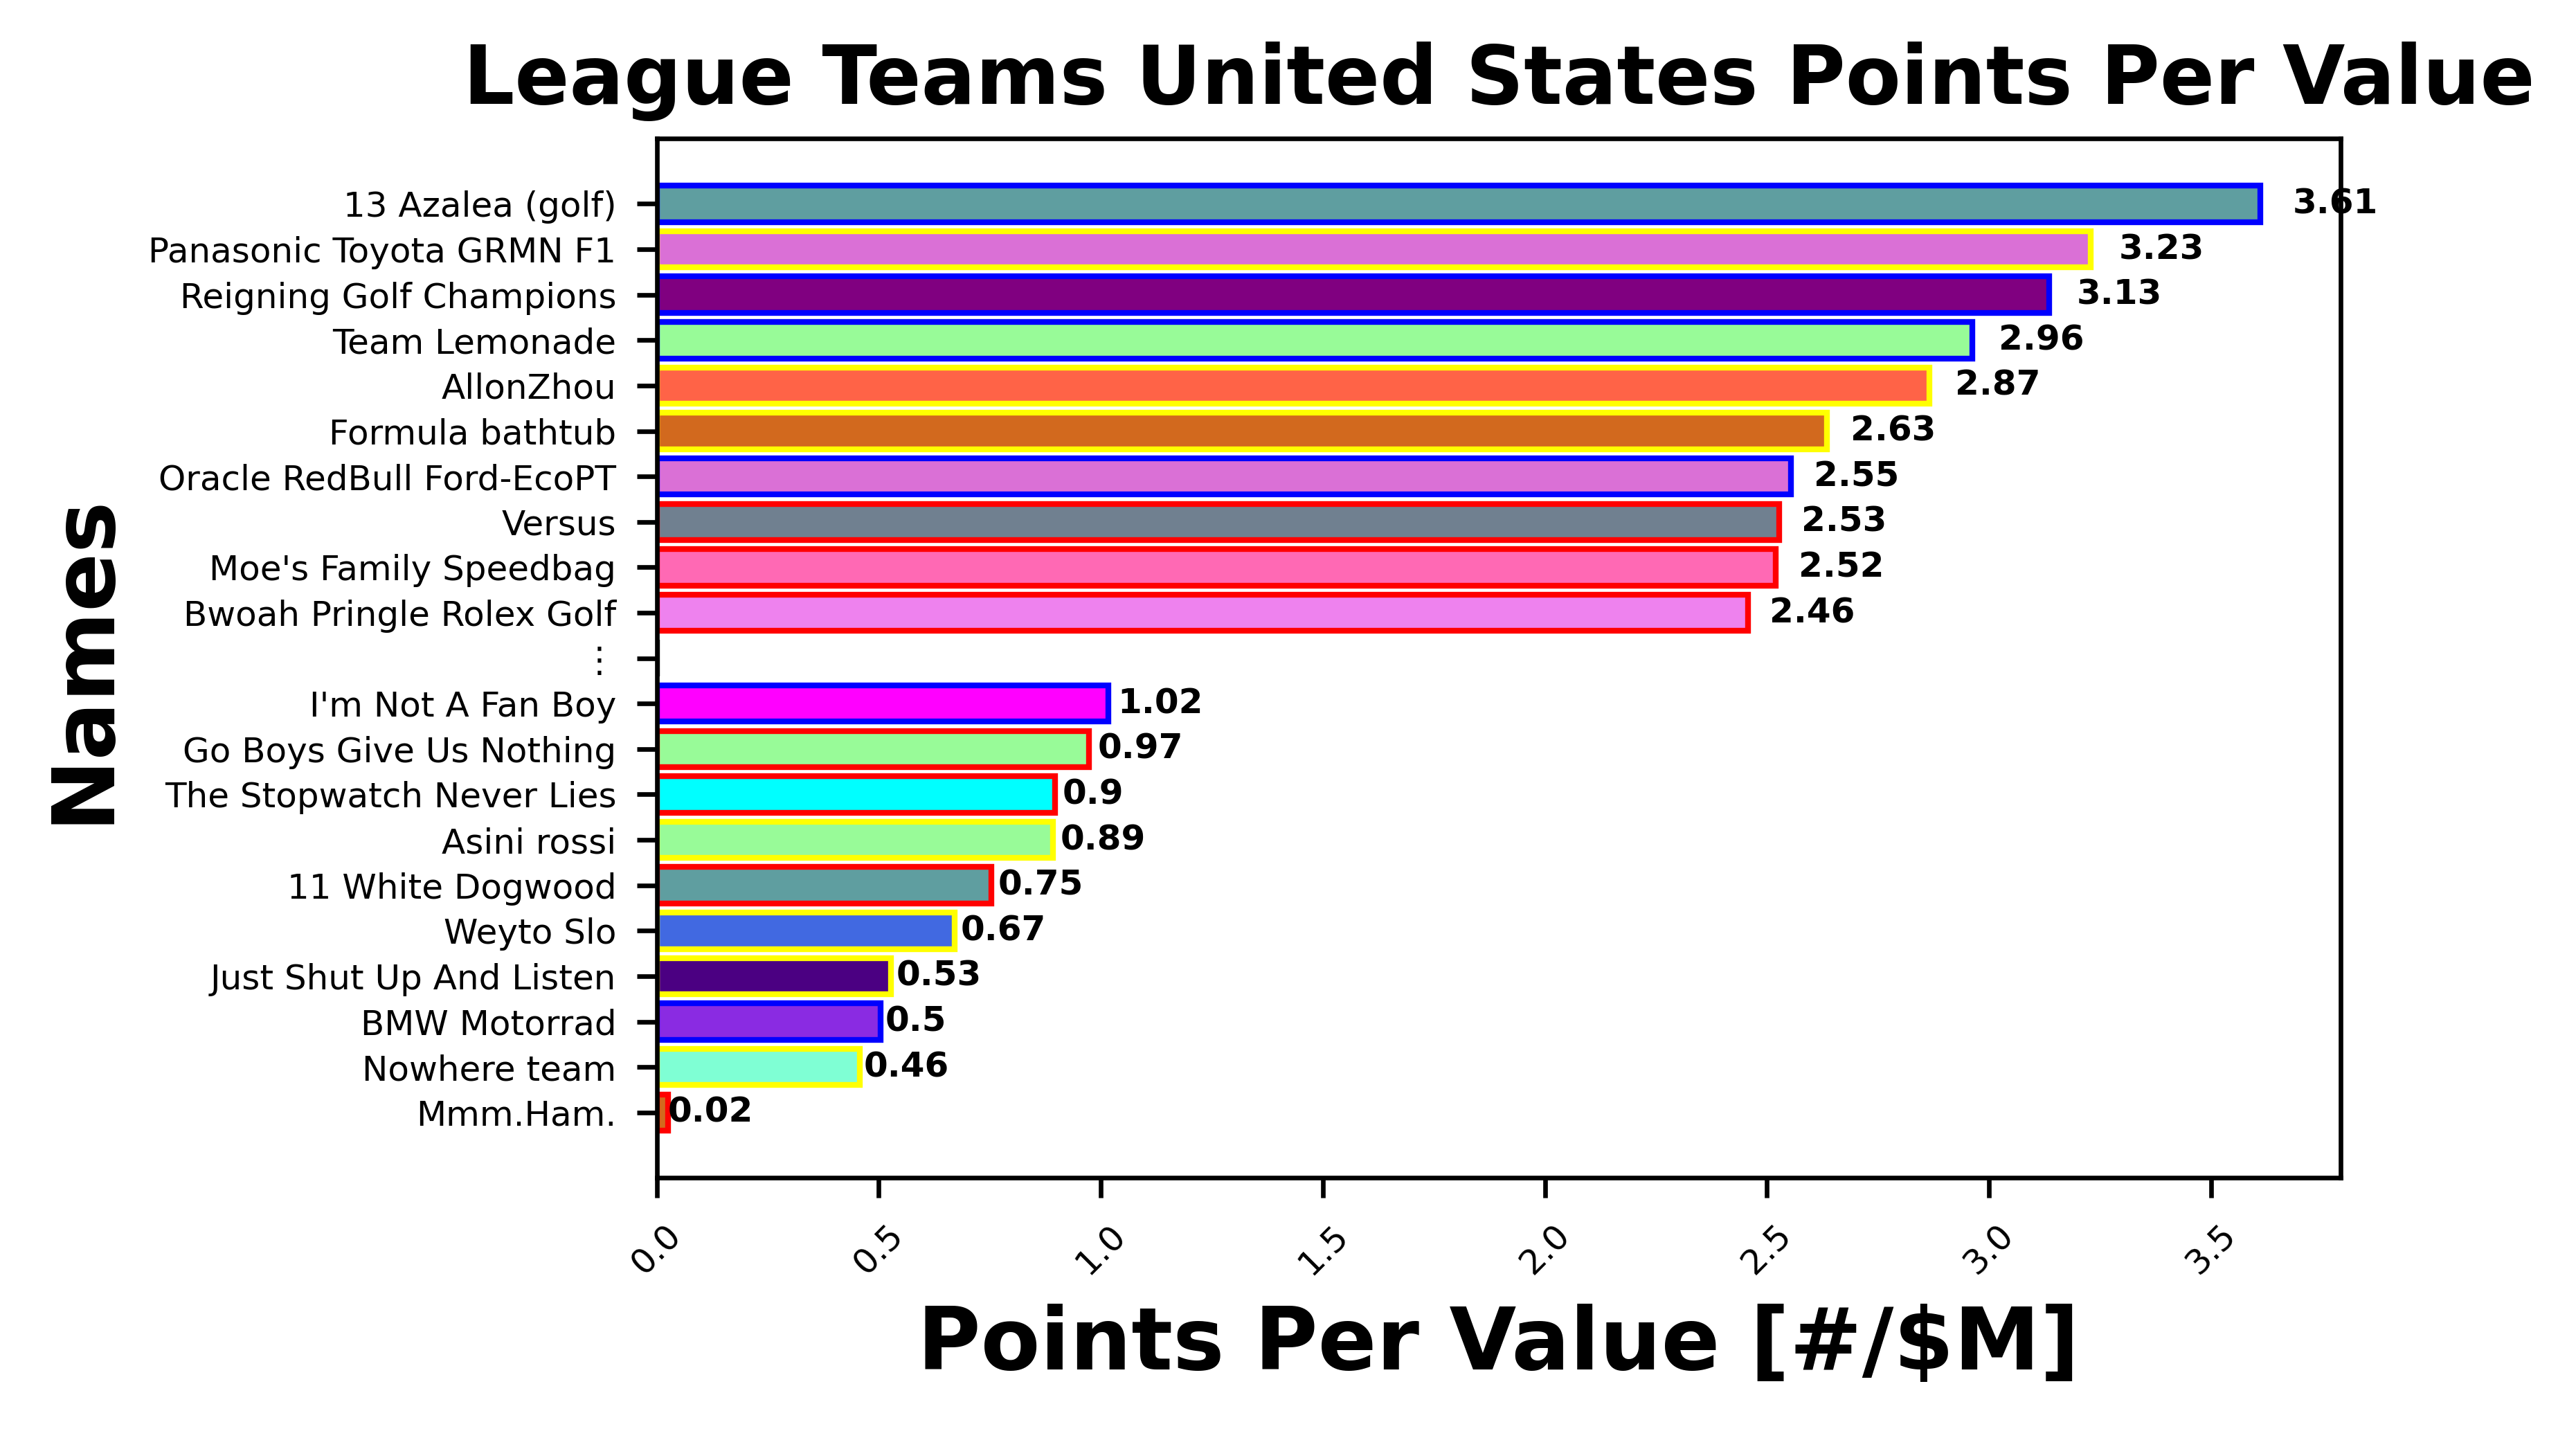 League Teams United States Points Per Value
13 Azalea (golf) 3.61
Panasonic Toyota GRMN F1 3.23
Reigning Golf Champions 3.13
Team Lemonade 2.96
AllonZhou 2.87
Formula bathtub 2.63
Oracle RedBull Ford-EcoPT 2.55
Versus 2.53
Moe's Family Speedbag 2.52
Bwoah Pringle Rolex Golf 2.46
⋮
I'm Not A Fan Boy 1.02
Go Boys Give Us Nothing 0.97
The Stopwatch Never Lies 0.9
Asini rossi 0.89
11 White Dogwood 0.75
Weyto Slo 0.67
Just Shut Up And Listen 0.53
BMW Motorrad 0.5
Nowhere team 0.46
Mmm.Ham. 0.02
Names
0.0 0.5 1.0 1.5 2.0 2.5 3.0 3.5
Points Per Value [#/$M]